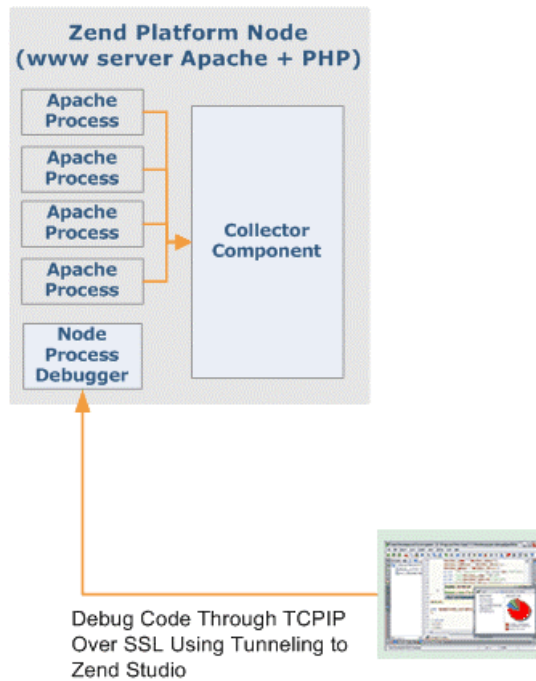 Zend Platform Node
(www server Apache + PHP)
Apache
Process
Apache
Process
Apache
Process
Apache
Process
Collector
Component
Node
Process
Debugger
Debug Code Through TCPIP
Over SSL Using Tunneling to
Zend Studio